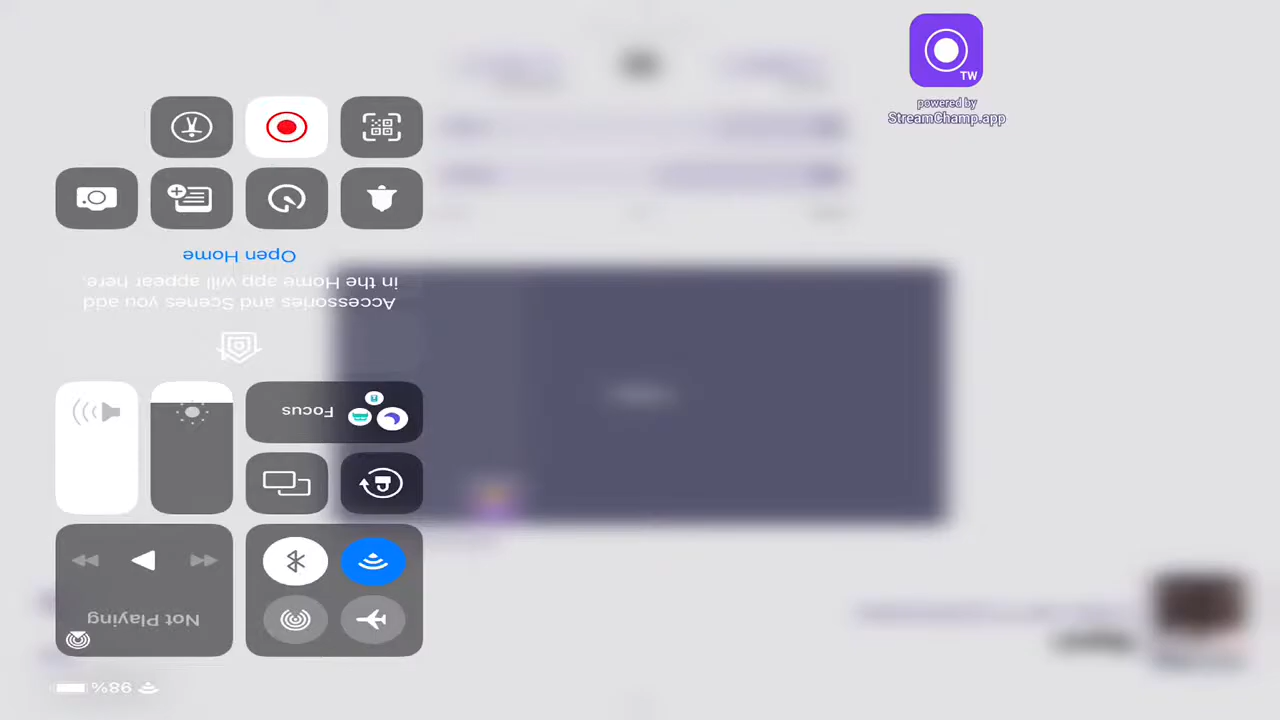 98%
Not Playing
Focus
Accessories and Scenes you add
in the Home app will appear here.
Open Home
TW
powered by
StreamChamp.app